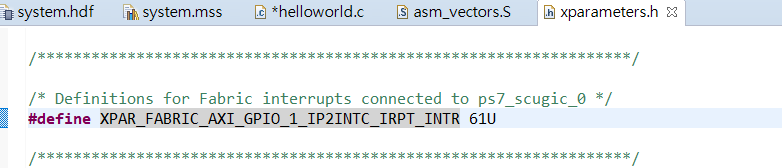 system.hdf system.mss *helloworld.c asm_vectors.S xparameters.h
/******************************************************************/
/* Definitions for Fabric interrupts connected to ps7_scugic_0 */
#define XPAR_FABRIC_AXI_GPIO_1_IP2INTC_IRPT_INTR 61U
/******************************************************************/